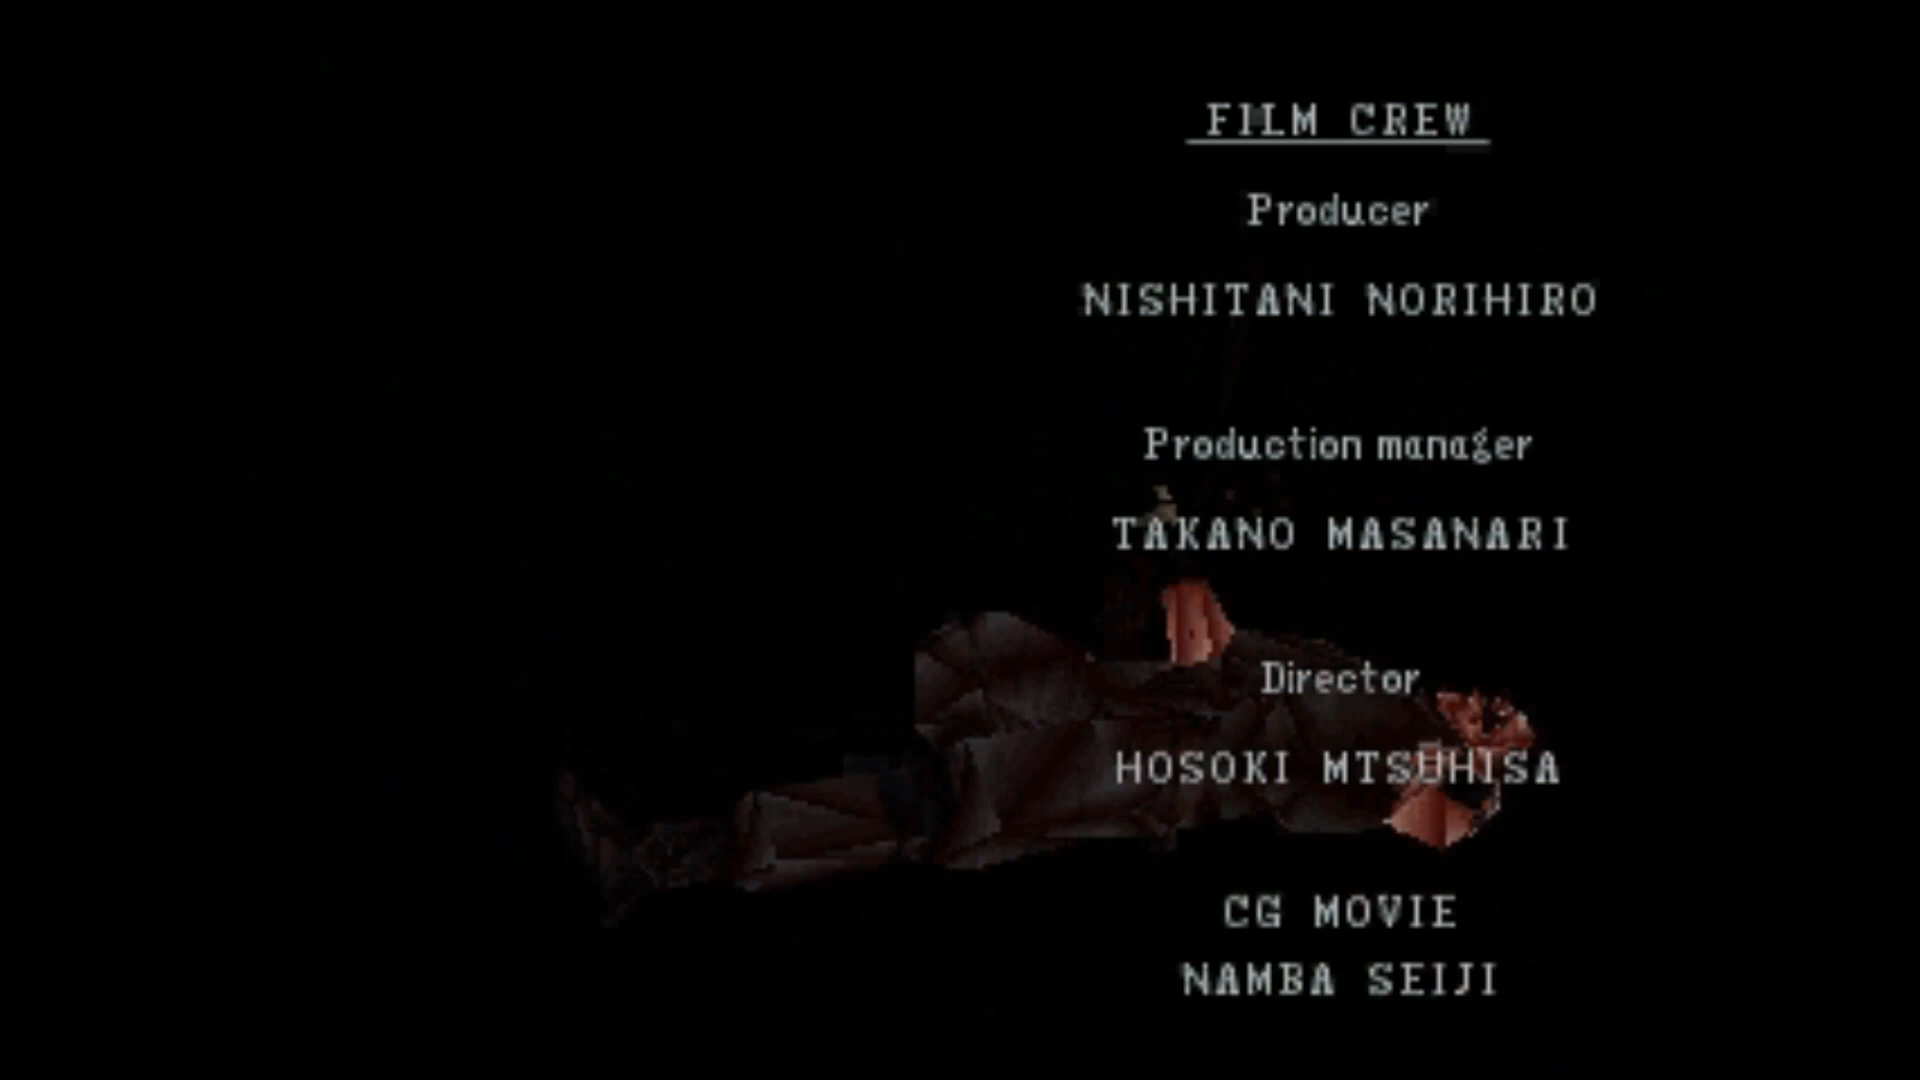 FILM CREW
Producer
NISHITANI NORIHIRO
Production manager
TAKANO MASANARI
Director
HOSOKI MTSUHISA
CG MOVIE
NAMBA SEIJI